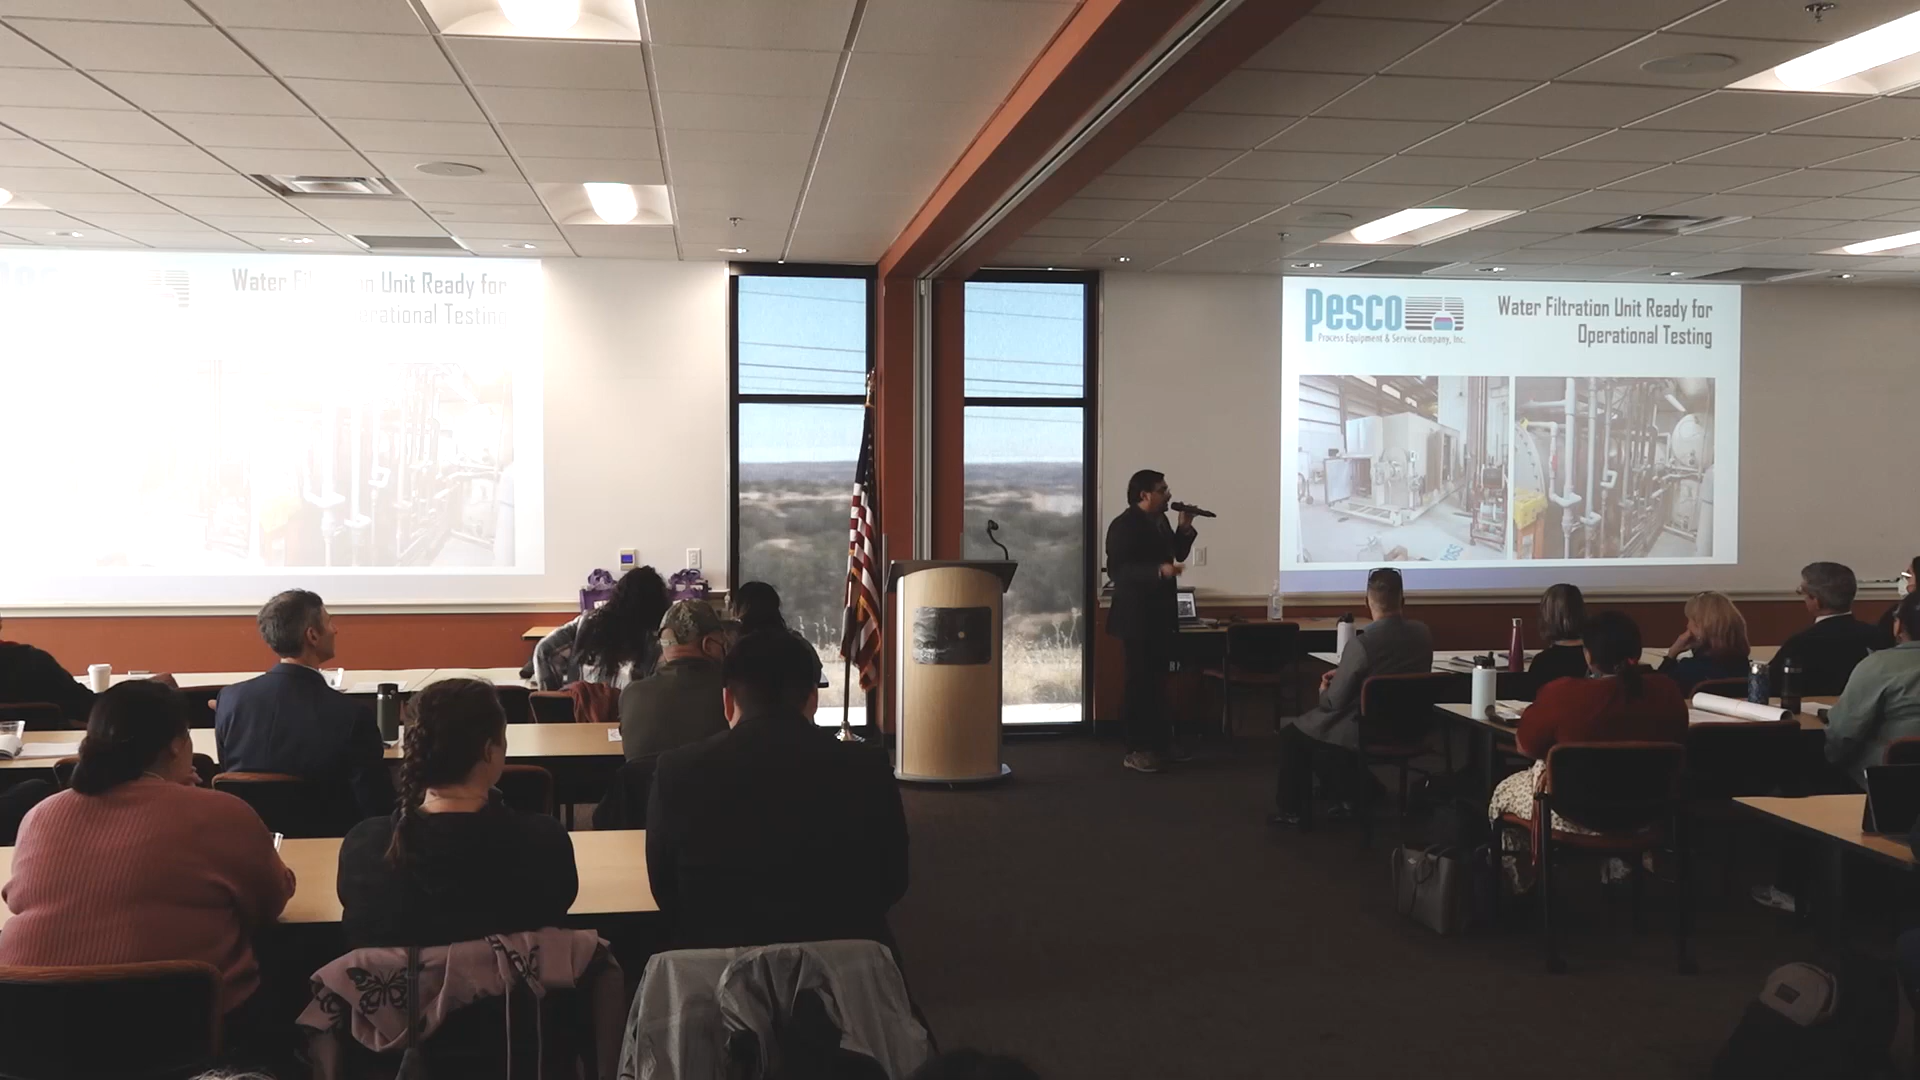 Water Fi   n Unit Ready for
erational Testing
pesco
Process Equipment & Service Company, Inc.
Water Filtration Unit Ready for
Operational Testing